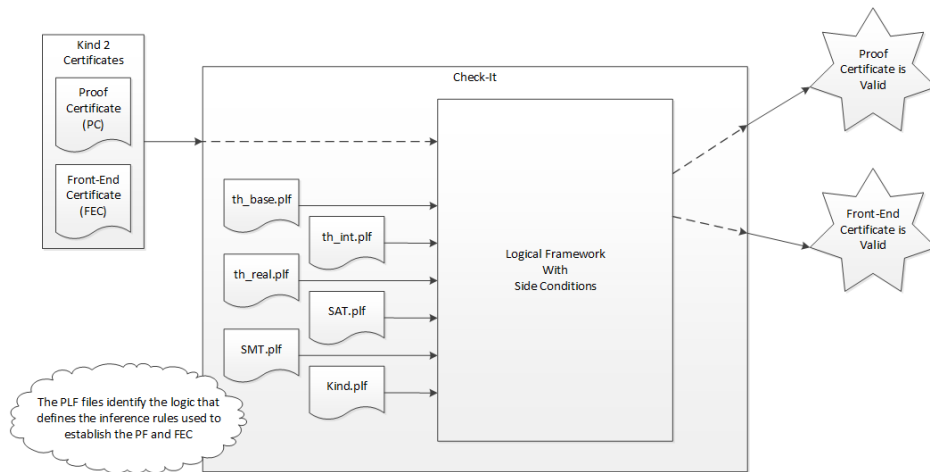 Kind 2
Certificates
Proof
Certificate
(PC)
Front-End
Certificate
(FEC)
Check-It
th_base.plf
th_int.plf
th_real.plf
SAT.plf
SMT.plf
Kind.plf
Logical Framework
With
Side Conditions
Proof
Certificate is
Valid
Front-End
Certificate is
Valid
The PLF files identify the logic that
defines the inference rules used to
establish the PF and FEC